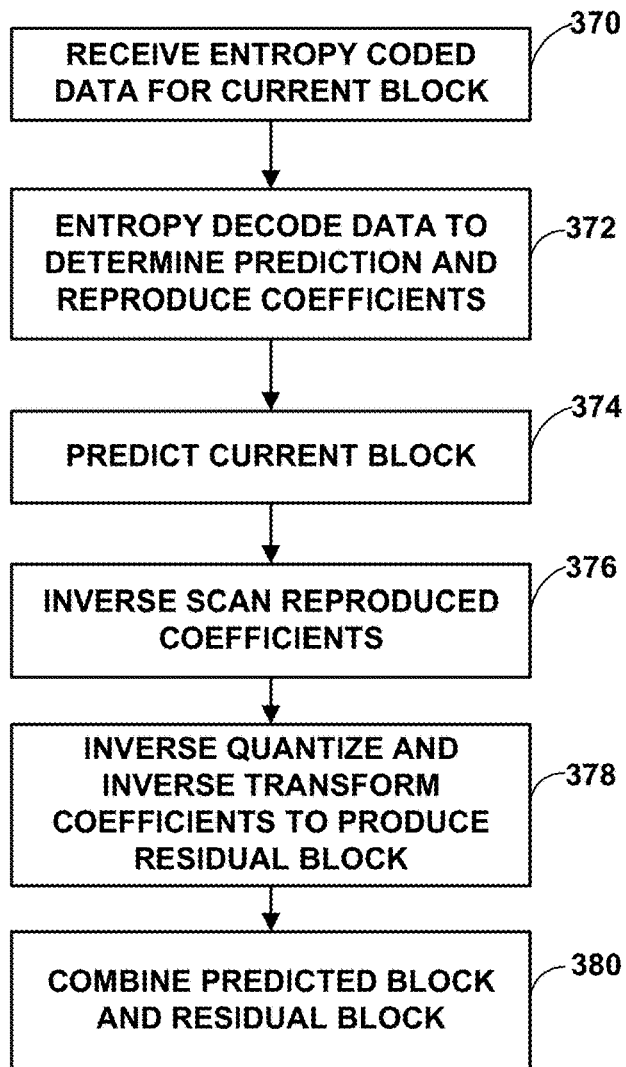 370
RECEIVE ENTROPY CODED
DATA FOR CURRENT BLOCK
372
ENTROPY DECODE DATA TO
DETERMINE PREDICTION AND
REPRODUCE COEFFICIENTS
374
PREDICT CURRENT BLOCK
376
INVERSE SCAN REPRODUCED
COEFFICIENTS
378
INVERSE QUANTIZE AND
INVERSE TRANSFORM
COEFFICIENTS TO PRODUCE
RESIDUAL BLOCK
380
COMBINE PREDICTED BLOCK
AND RESIDUAL BLOCK